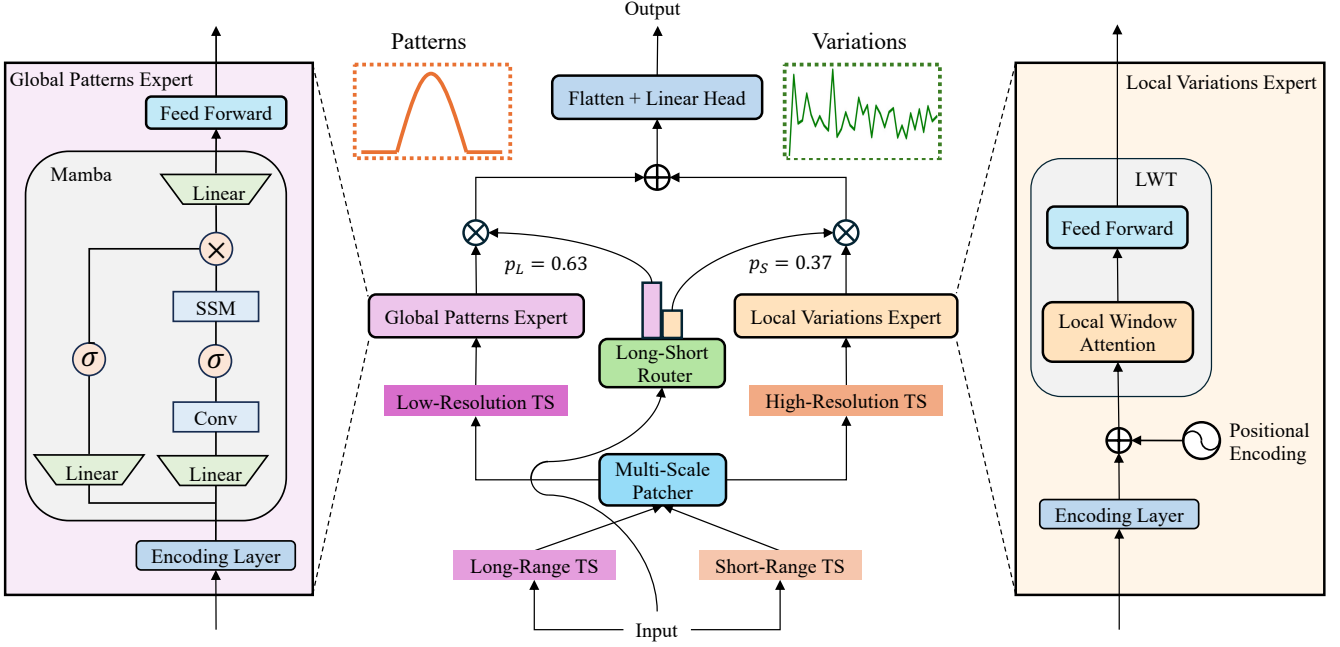 Output
Patterns
Variations
Flatten + Linear Head
Global Patterns Expert
Feed Forward
Mamba
Linear
×
SSM
σ
σ
Conv
Linear
Linear
Encoding Layer
p_L = 0.63
p_S = 0.37
Global Patterns Expert
Local Variations Expert
Long-Short
Router
Low-Resolution TS
High-Resolution TS
Multi-Scale
Patcher
Long-Range TS
Short-Range TS
Input
Local Variations Expert
LWT
Feed Forward
Local Window
Attention
Positional
Encoding
Encoding Layer